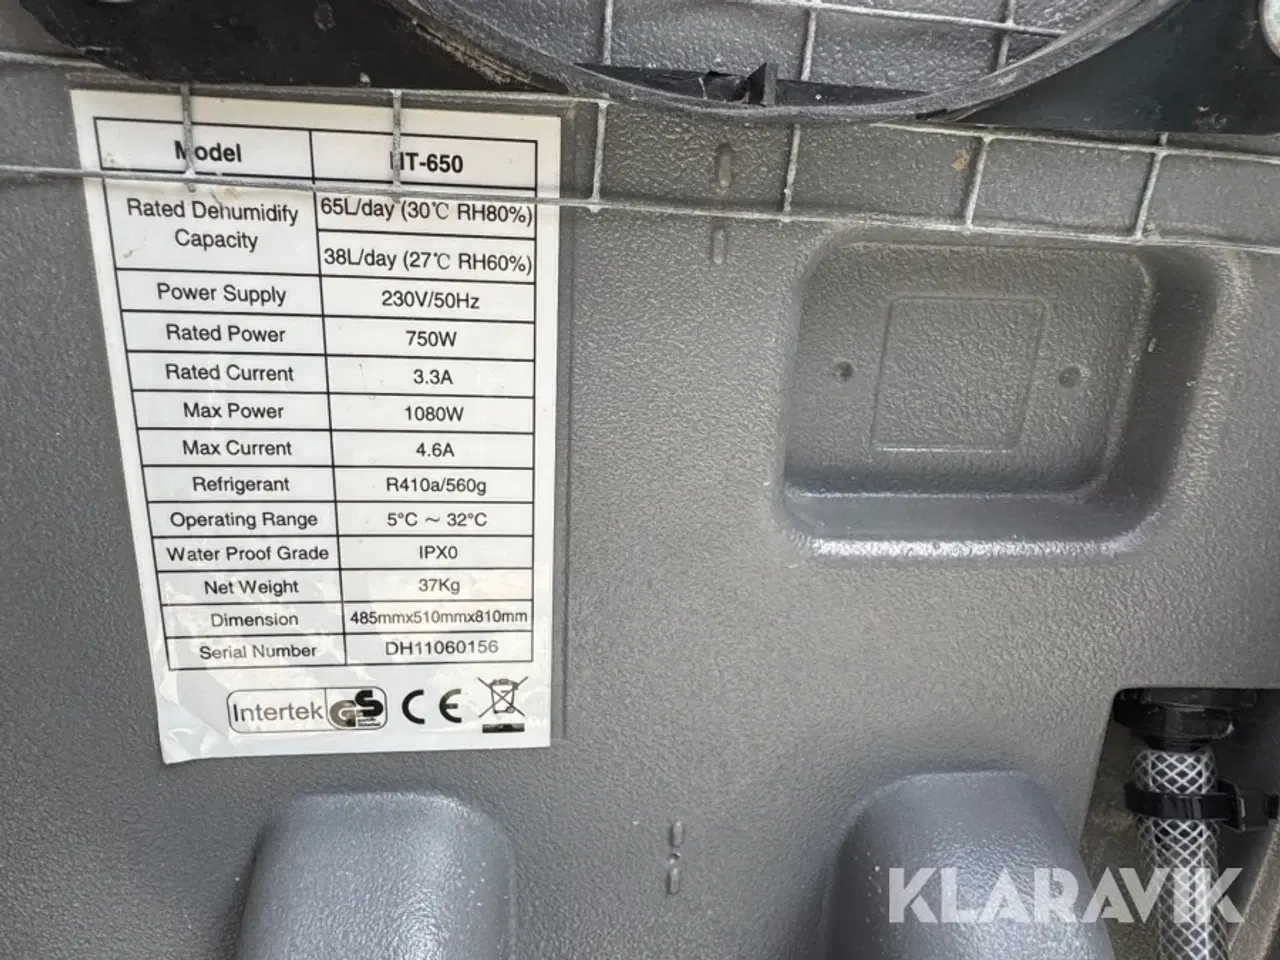 Model HT-650
Rated Dehumidify Capacity 65L/day (30℃ RH80%)
38L/day (27℃ RH60%)
Power Supply 230V/50Hz
Rated Power 750W
Rated Current 3.3A
Max Power 1080W
Max Current 4.6A
Refrigerant R410a/560g
Operating Range 5°C ~ 32°C
Water Proof Grade IPX0
Net Weight 37Kg
Dimension 485mmx510mmx810mm
Serial Number DH11060156
Intertek GS CE
KLARAVIK